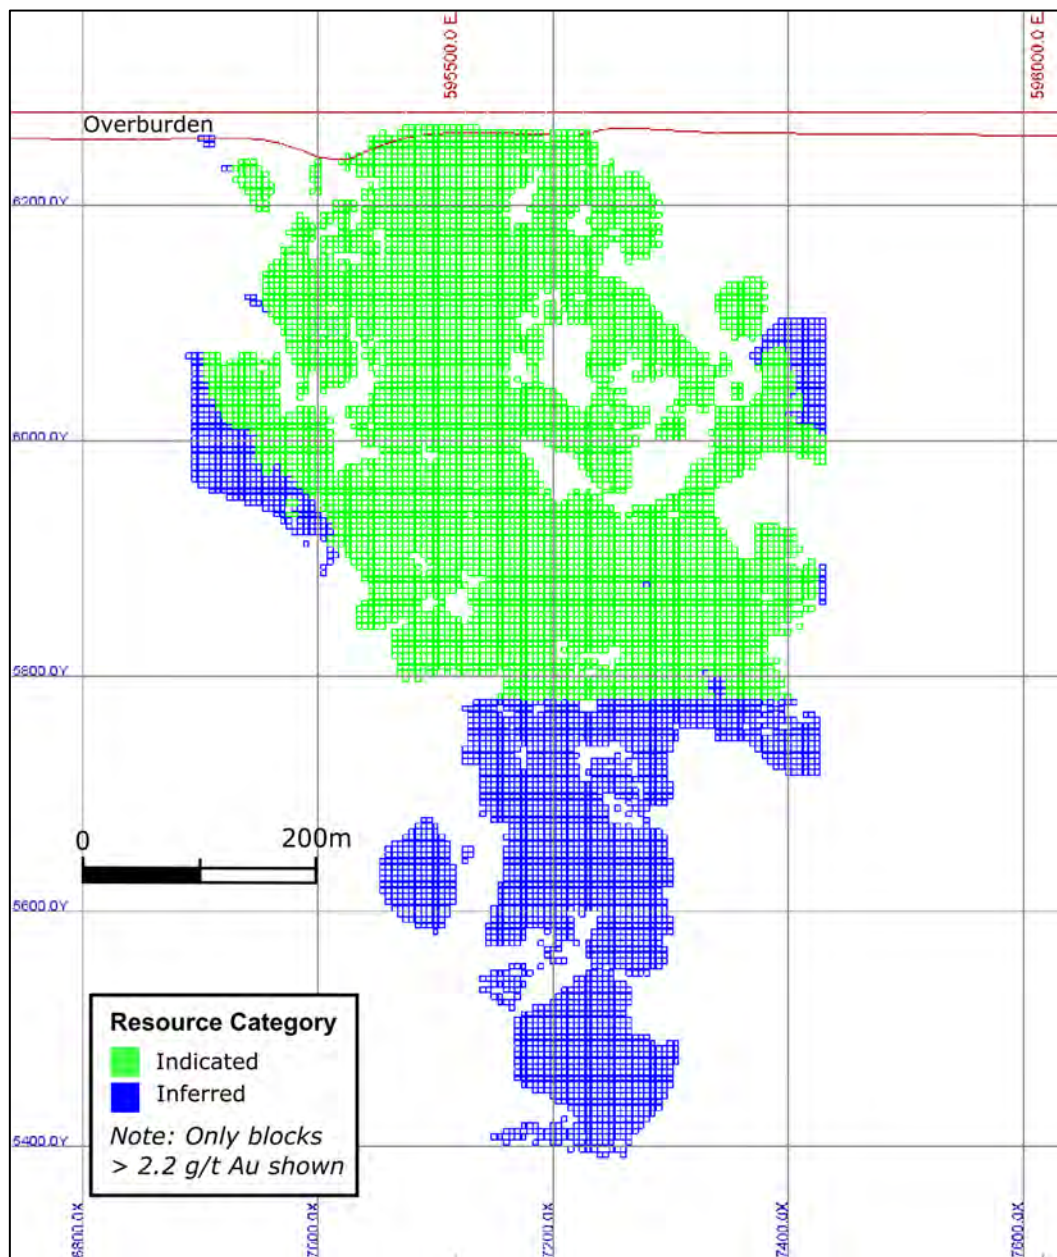 595500.0 E
596000.0 E
Overburden
6200.0Y
6000.0Y
5800.0Y
0 200m
5600.0Y
Resource Category
Indicated
Inferred
Note: Only blocks
> 2.2 g/t Au shown
5400.0Y
6800.0X
7000.0X
7200.0X
7400.0X
7600.0X